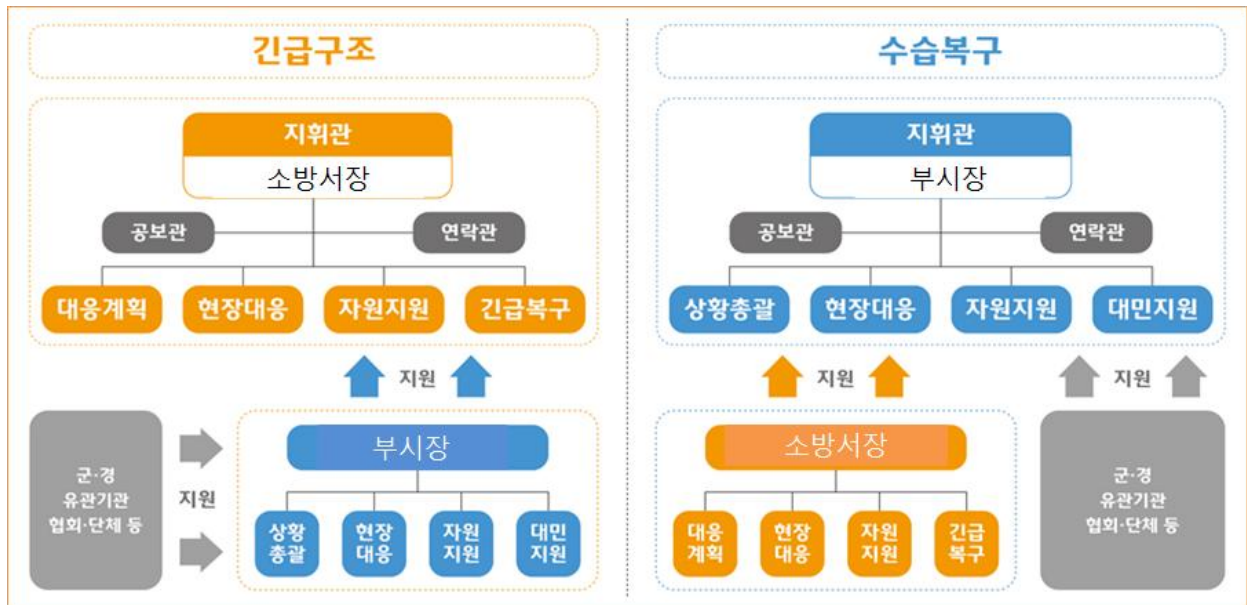 긴급구조
지휘관
소방서장
공보관
연락관
대응계획
현장대응
자원지원
긴급복구
지원
군·경
유관기관
협회·단체 등
지원
부시장
상황
총괄
현장
대응
자원
지원
대민
지원
수습복구
지휘관
부시장
공보관
연락관
상황총괄
현장대응
자원지원
대민지원
지원
지원
소방서장
대응
계획
현장
대응
자원
지원
긴급
복구
군·경
유관기관
협회·단체 등